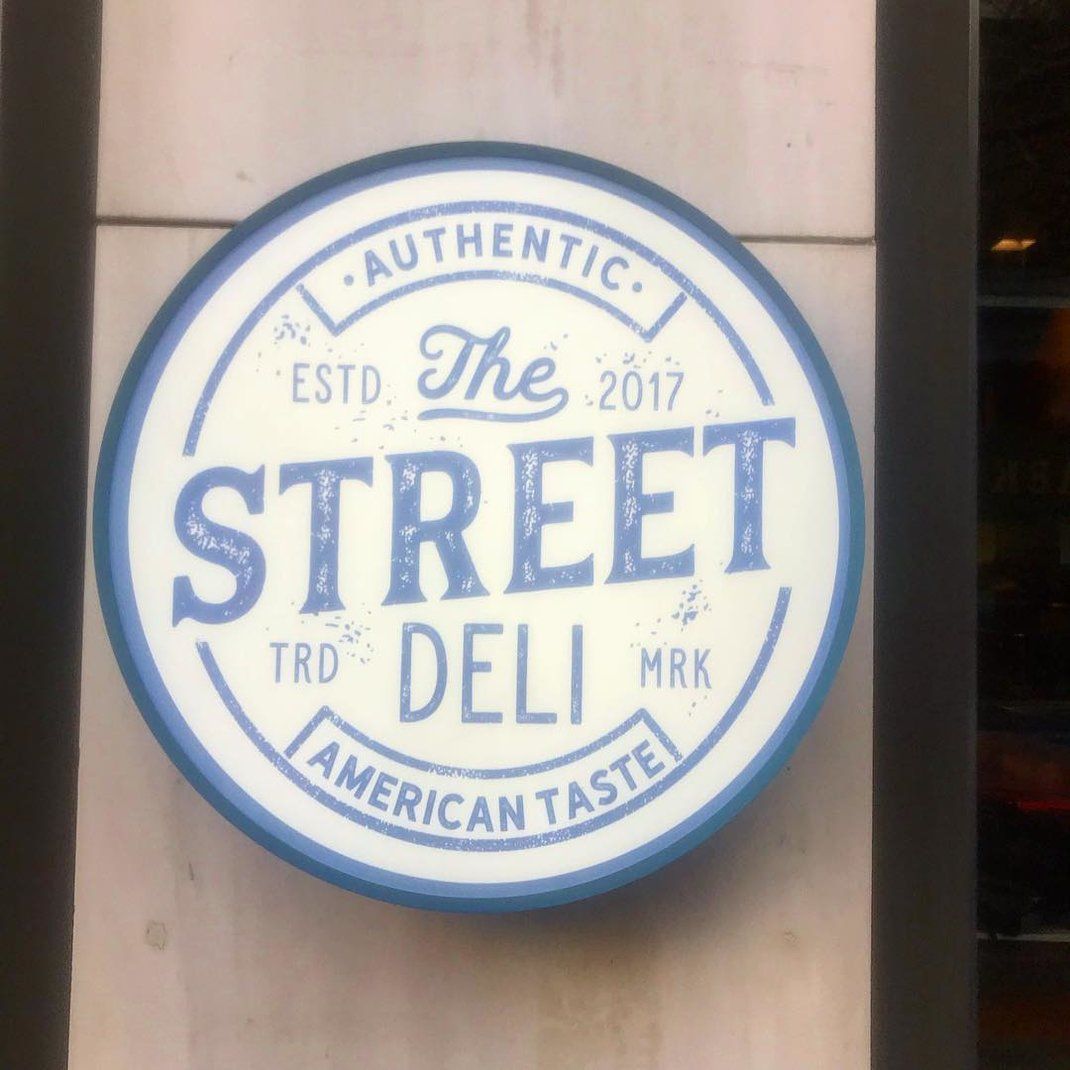 ·AUTHENTIC·
ESTD The 2017
STREET
TRD DELI MRK
AMERICAN TASTE